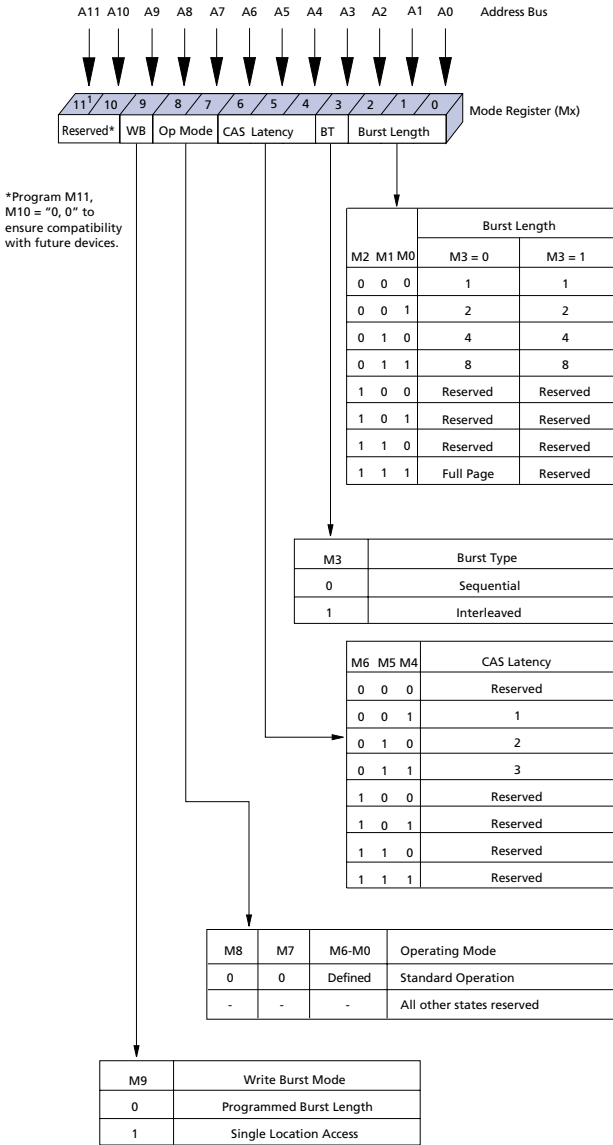 A11 A10 A9 A8 A7 A6 A5 A4 A3 A2 A1 A0 Address Bus
11¹ 10 9 8 7 6 5 4 3 2 1 0 Mode Register (Mx)
Reserved* WB Op Mode CAS Latency BT Burst Length
*Program M11,
M10 = “0, 0” to
ensure compatibility
with future devices.
Burst Length
M2 M1 M0 M3 = 0 M3 = 1
0 0 0 1 1
0 0 1 2 2
0 1 0 4 4
0 1 1 8 8
1 0 0 Reserved Reserved
1 0 1 Reserved Reserved
1 1 0 Reserved Reserved
1 1 1 Full Page Reserved
M3 Burst Type
0 Sequential
1 Interleaved
M6 M5 M4 CAS Latency
0 0 0 Reserved
0 0 1 1
0 1 0 2
0 1 1 3
1 0 0 Reserved
1 0 1 Reserved
1 1 0 Reserved
1 1 1 Reserved
M8 M7 M6-M0 Operating Mode
0 0 Defined Standard Operation
- - - All other states reserved
M9 Write Burst Mode
0 Programmed Burst Length
1 Single Location Access